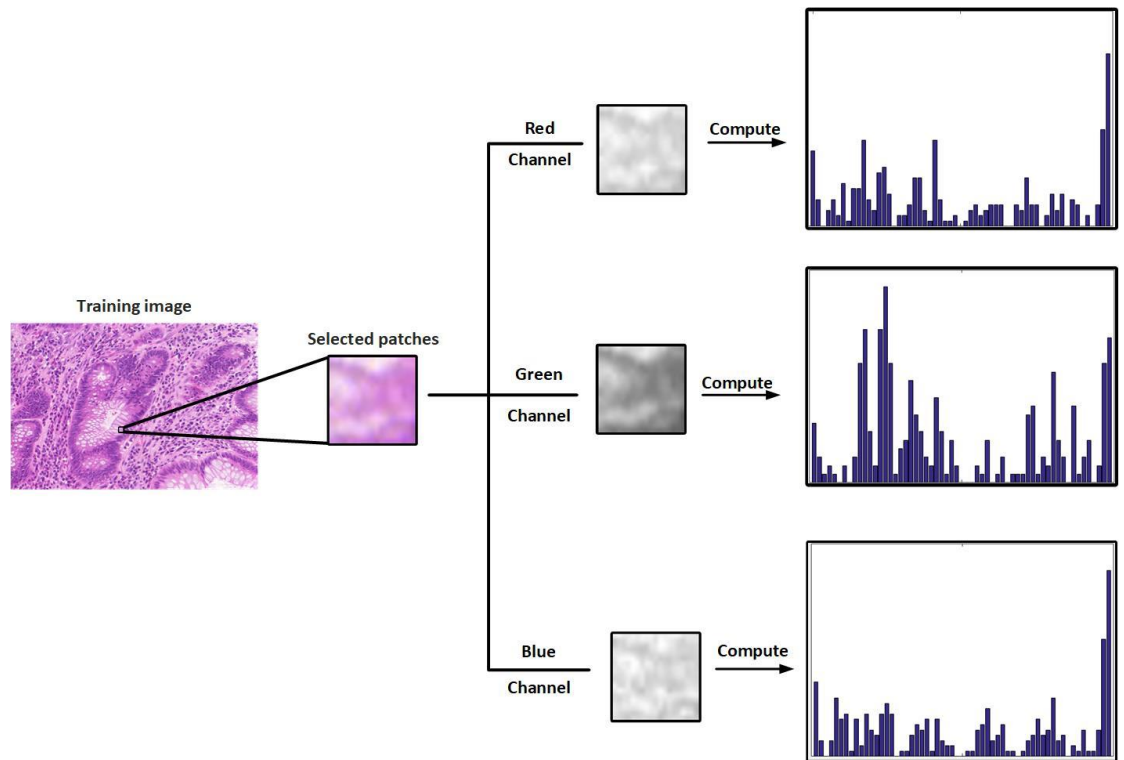 Training image
Selected patches
Red
Channel
Compute
Green
Channel
Compute
Blue
Channel
Compute